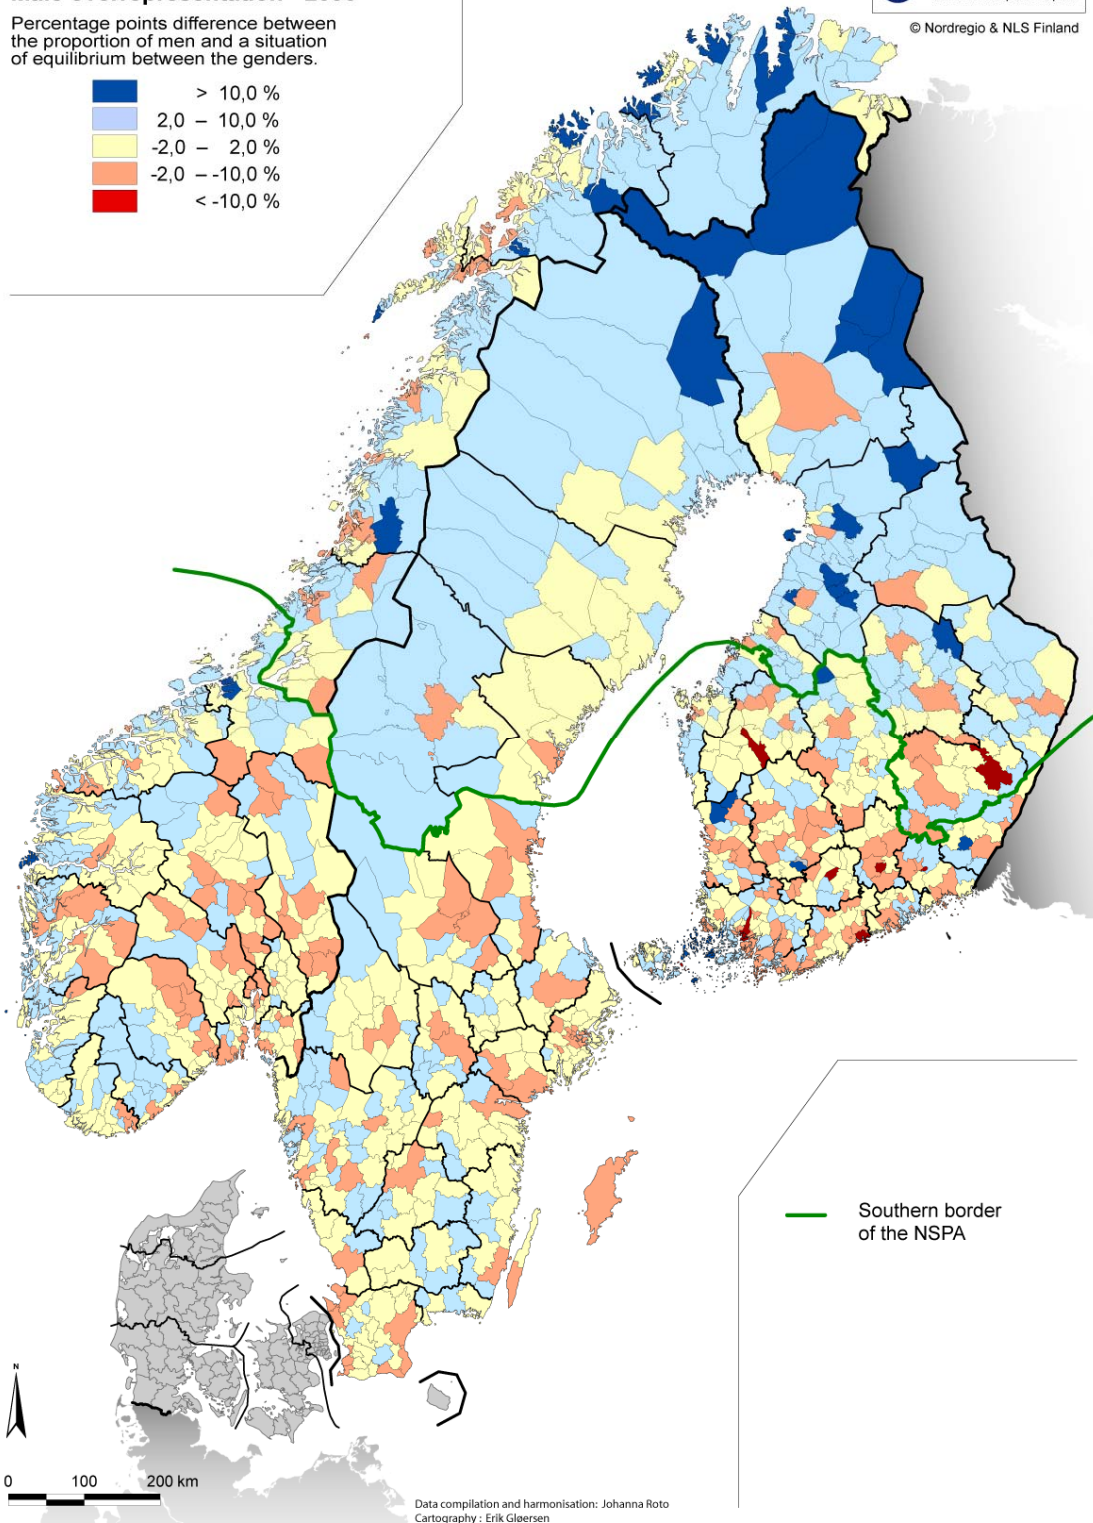 Percentage points difference between
the proportion of men and a situation
of equilibrium between the genders.
> 10,0 %
2,0 – 10,0 %
-2,0 – 2,0 %
-2,0 – -10,0 %
< -10,0 %
© Nordregio & NLS Finland
Southern border
of the NSPA
N
0 100 200 km
Data compilation and harmonisation: Johanna Roto
Cartography : Erik Gløersen